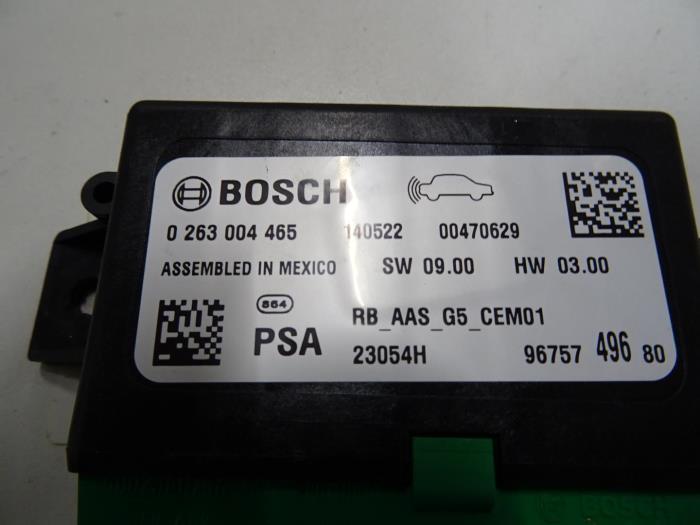 BOSCH
0 263 004 465 140522 00470629
ASSEMBLED IN MEXICO SW 09.00 HW 03.00
864
PSA
RB_AAS_G5_CEM01
23054H 96757 496 80
BOSCH